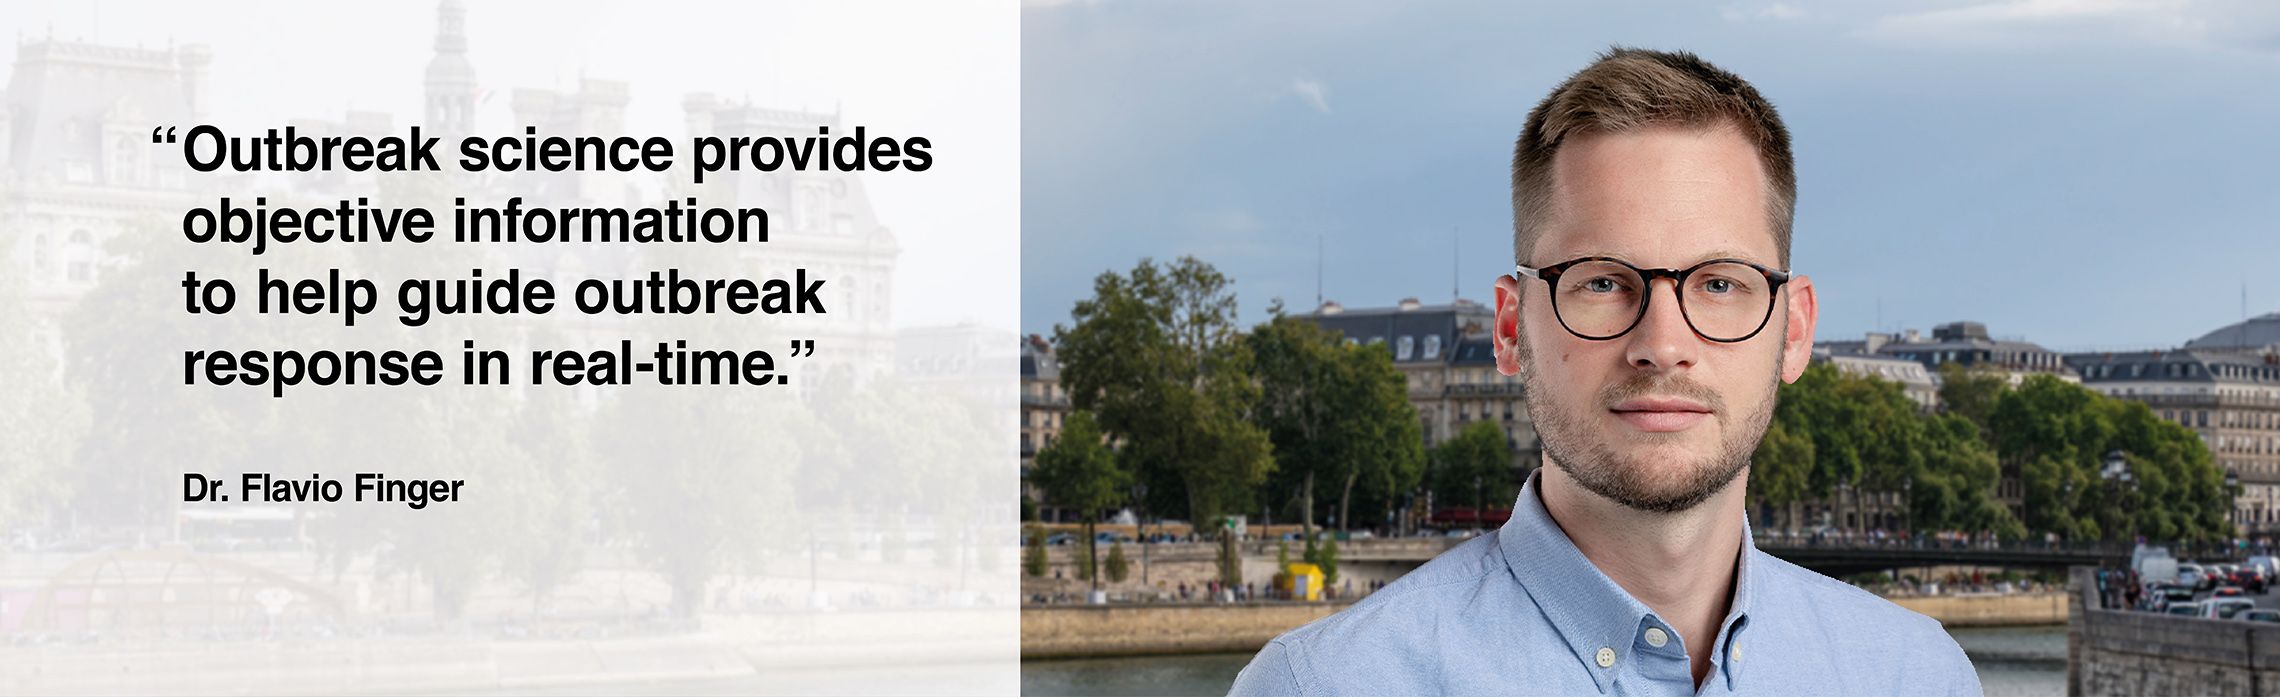 “Outbreak science provides
objective information
to help guide outbreak
response in real-time.”
Dr. Flavio Finger